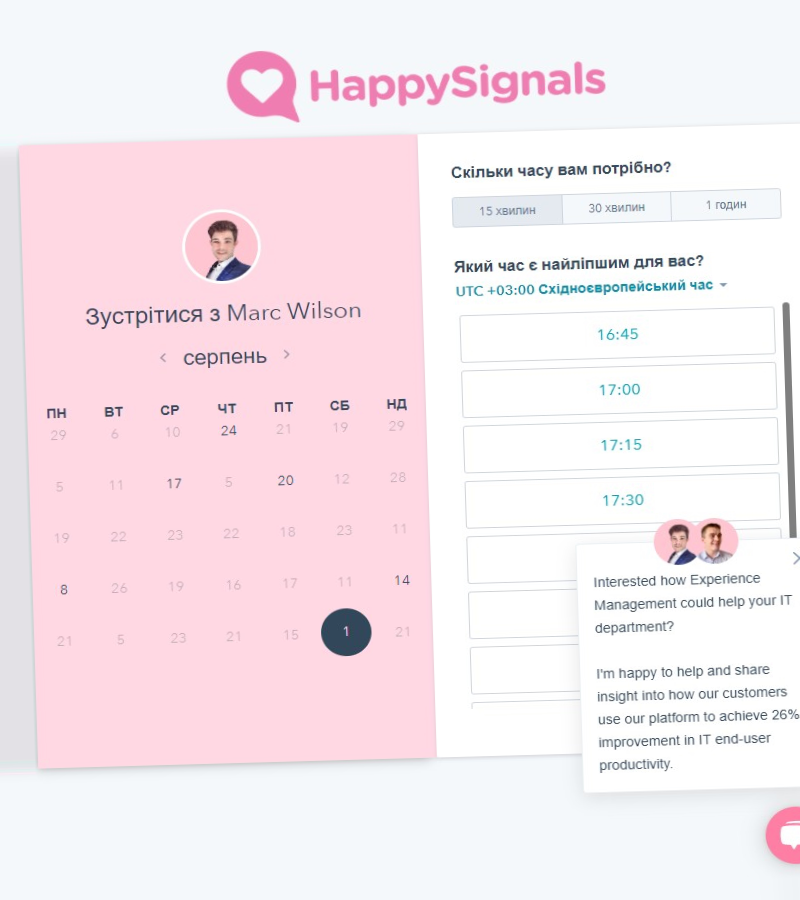 HappySignals
Зустрітися з Marc Wilson
серпень
ПН ВТ СР ЧТ ПТ СБ НД
29 6 10 24 21 19 29
5 11 17 5 20 12 28
19 22 23 22 18 23 11
8 26 19 16 17 11 14
21 5 23 21 15 1 21
Скільки часу вам потрібно?
15 хвилин 30 хвилин 1 годин
Який час є найліпшим для вас?
UTC +03:00 Східноєвропейський час
16:45
17:00
17:15
17:30
Interested how Experience
Management could help your IT
department?
I'm happy to help and share
insight into how our customers
use our platform to achieve 26%
improvement in IT end-user
productivity.